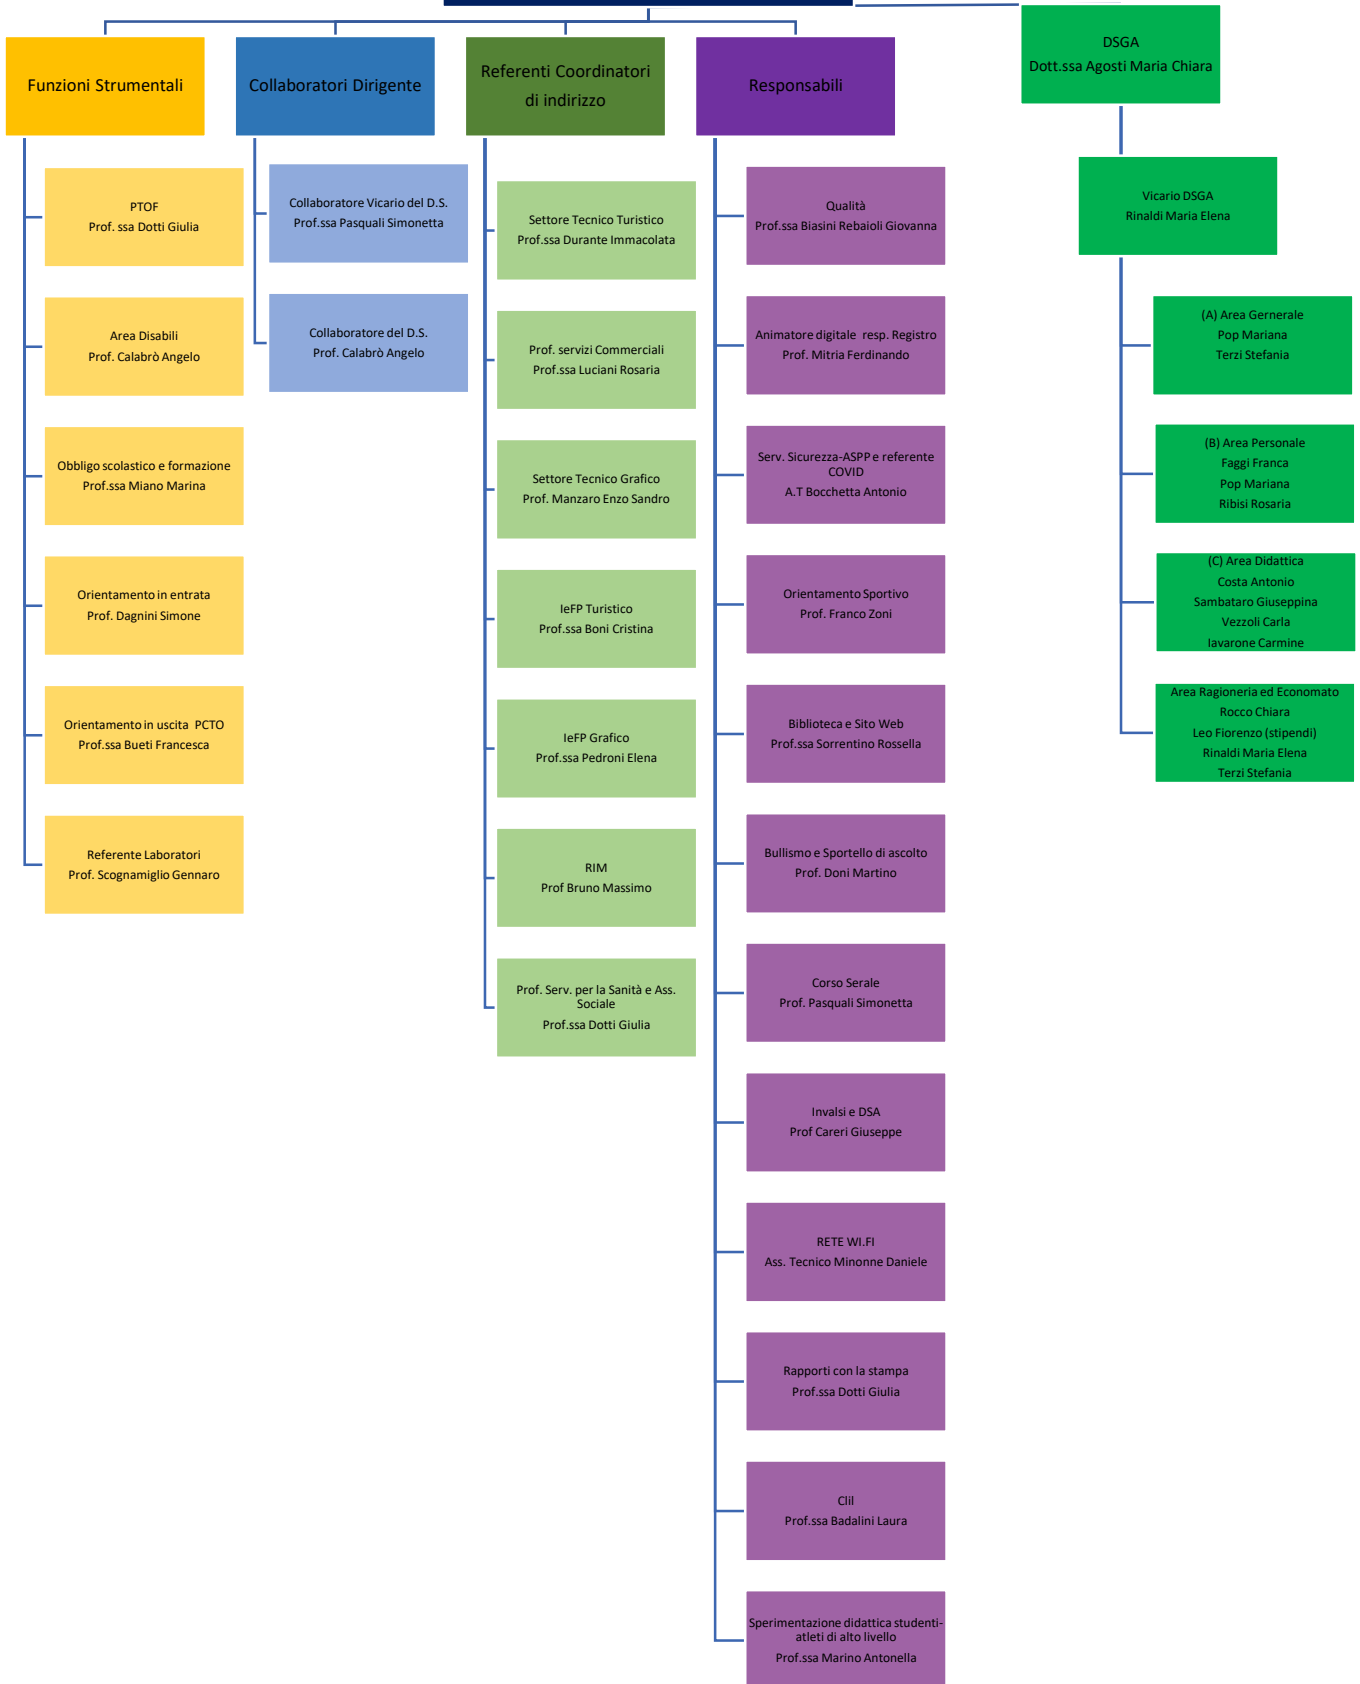 Funzioni Strumentali
PTOF
Prof. ssa Dotti Giulia
Area Disabili
Prof. Calabrò Angelo
Obbligo scolastico e formazione
Prof.ssa Miano Marina
Orientamento in entrata
Prof. Dagnini Simone
Orientamento in uscita PCTO
Prof.ssa Bueti Francesca
Referente Laboratori
Prof. Scognamiglio Gennaro
Collaboratori Dirigente
Collaboratore Vicario del D.S.
Prof.ssa Pasquali Simonetta
Collaboratore del D.S.
Prof. Calabrò Angelo
Referenti Coordinatori
di indirizzo
Settore Tecnico Turistico
Prof.ssa Durante Immacolata
Prof. servizi Commerciali
Prof.ssa Luciani Rosaria
Settore Tecnico Grafico
Prof. Manzaro Enzo Sandro
IeFP Turistico
Prof.ssa Boni Cristina
IeFP Grafico
Prof.ssa Pedroni Elena
RIM
Prof Bruno Massimo
Prof. Serv. per la Sanità e Ass.
Sociale
Prof.ssa Dotti Giulia
Responsabili
Qualità
Prof.ssa Biasini Rebaioli Giovanna
Animatore digitale resp. Registro
Prof. Mitria Ferdinando
Serv. Sicurezza-ASPP e referente
COVID
A.T Bocchetta Antonio
Orientamento Sportivo
Prof. Franco Zoni
Biblioteca e Sito Web
Prof.ssa Sorrentino Rossella
Bullismo e Sportello di ascolto
Prof. Doni Martino
Corso Serale
Prof. Pasquali Simonetta
Invalsi e DSA
Prof Careri Giuseppe
RETE WI.FI
Ass. Tecnico Minonne Daniele
Rapporti con la stampa
Prof.ssa Dotti Giulia
Clil
Prof.ssa Badalini Laura
Sperimentazione didattica studenti-
atleti di alto livello
Prof.ssa Marino Antonella
DSGA
Dott.ssa Agosti Maria Chiara
Vicario DSGA
Rinaldi Maria Elena
(A) Area Gernerale
Pop Mariana
Terzi Stefania
(B) Area Personale
Faggi Franca
Pop Mariana
Ribisi Rosaria
(C) Area Didattica
Costa Antonio
Sambataro Giuseppina
Vezzoli Carla
Iavarone Carmine
Area Ragioneria ed Economato
Rocco Chiara
Leo Fiorenzo (stipendi)
Rinaldi Maria Elena
Terzi Stefania